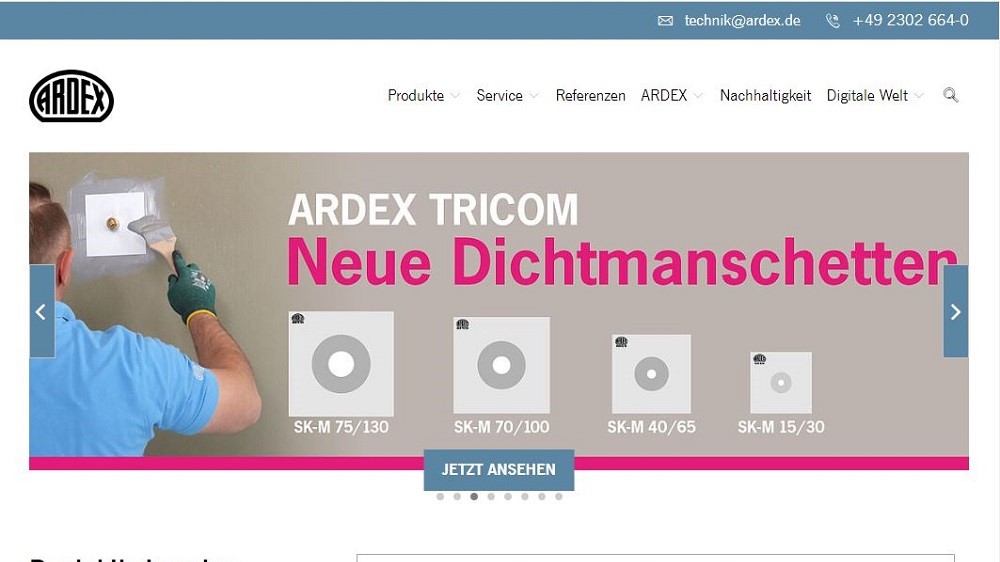 technik@ardex.de +49 2302 664-0
ARDEX
Produkte Service Referenzen ARDEX Nachhaltigkeit Digitale Welt
ARDEX TRICOM
Neue Dichtmanschetten
SK-M 75/130 SK-M 70/100 SK-M 40/65 SK-M 15/30
JETZT ANSEHEN